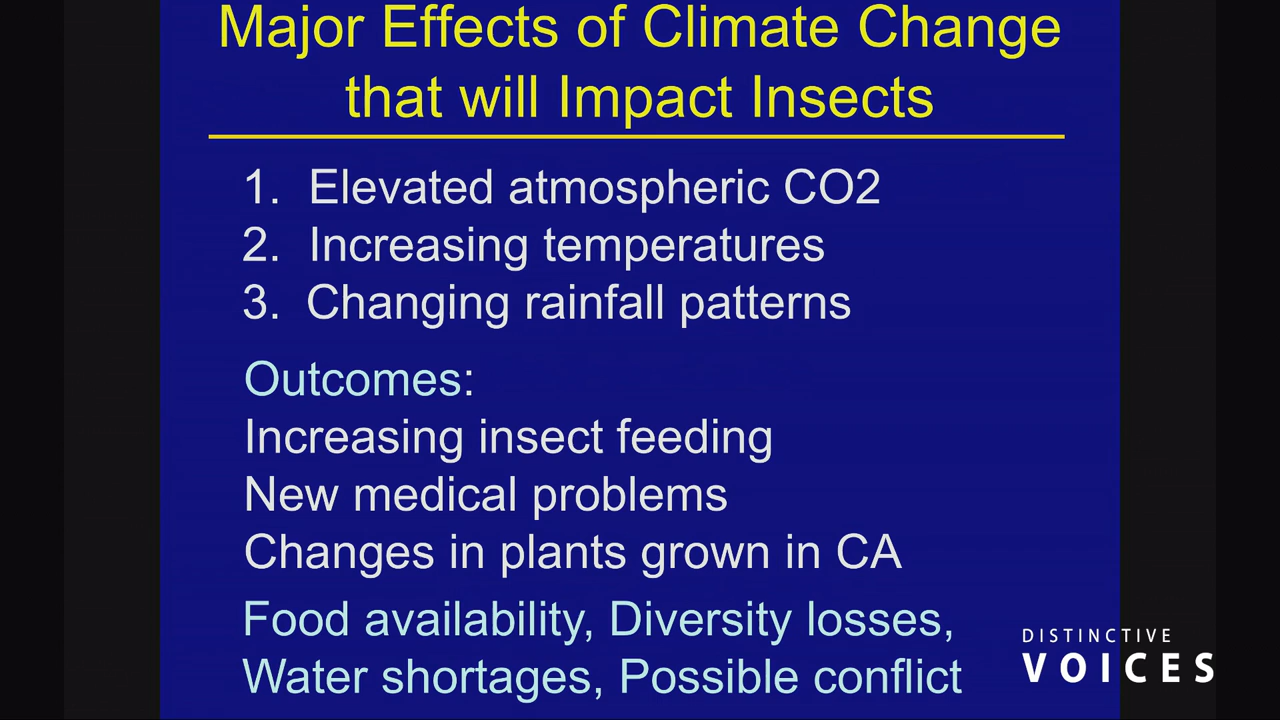 Major Effects of Climate Change
that will Impact Insects
1. Elevated atmospheric CO2
2. Increasing temperatures
3. Changing rainfall patterns
Outcomes:
Increasing insect feeding
New medical problems
Changes in plants grown in CA
Food availability, Diversity losses,
Water shortages, Possible conflict
DISTINCTIVE
VOICES